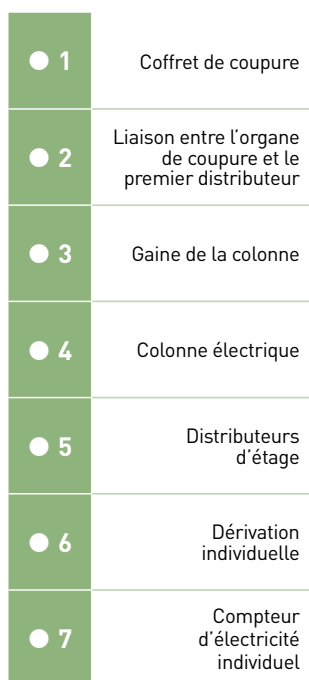 1 Coffret de coupure
2 Liaison entre l'organe
de coupure et le
premier distributeur
3 Gaine de la colonne
4 Colonne électrique
5 Distributeurs
d'étage
6 Dérivation
individuelle
7 Compteur
d'électricité
individuel